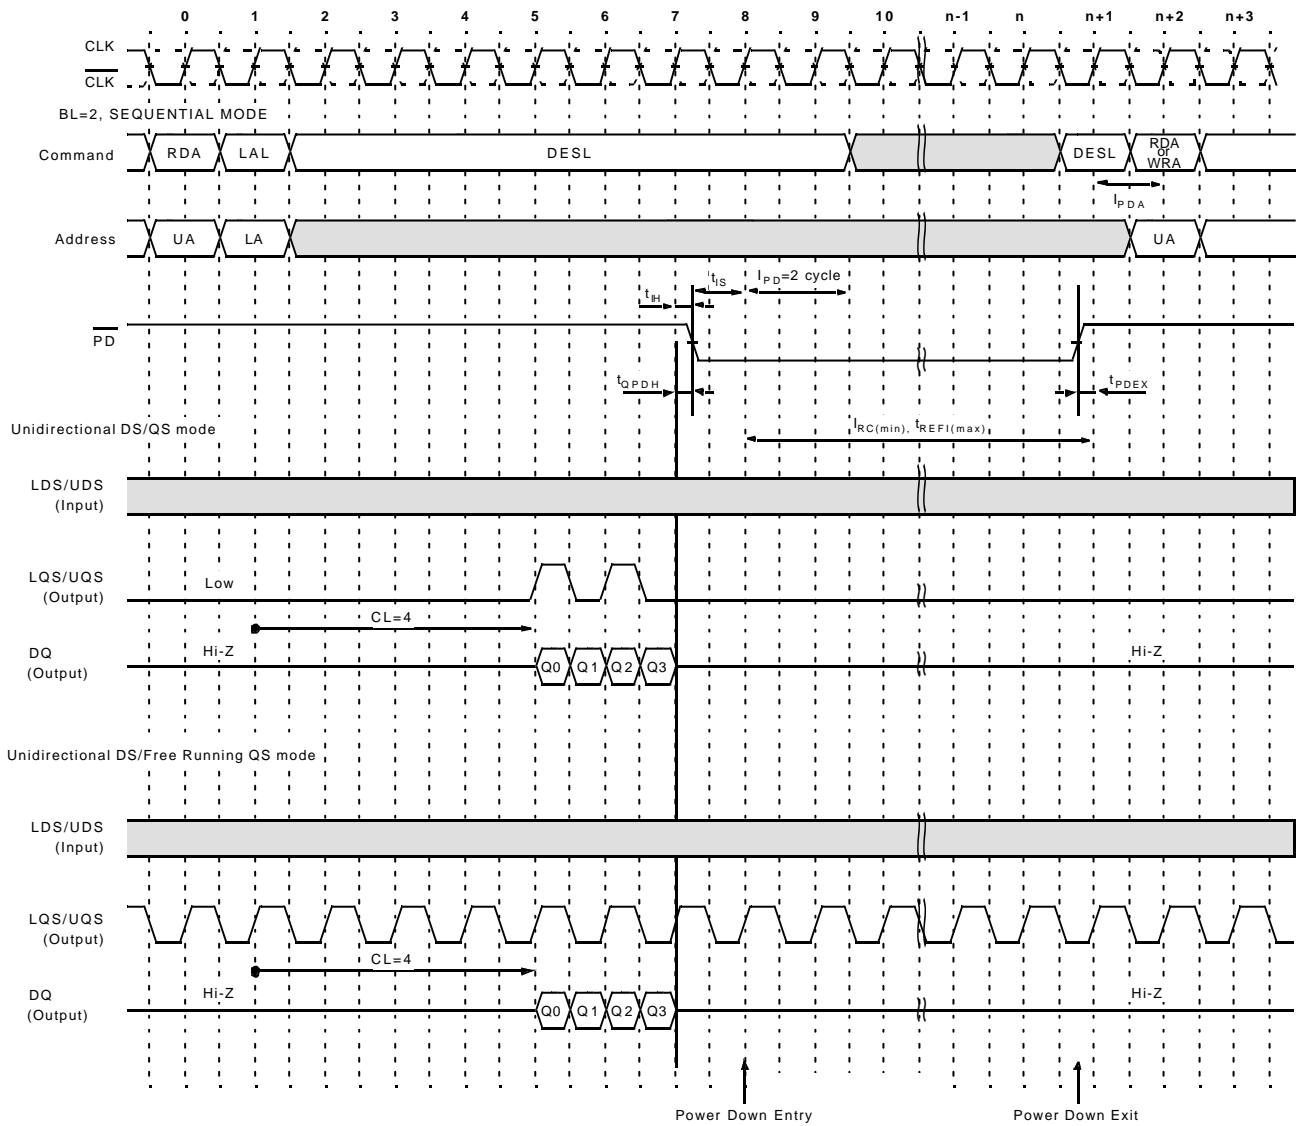 0 1 2 3 4 5 6 7 8 9 10 n-1 n n+1 n+2 n+3
CLK
CLK
BL=2, SEQUENTIAL MODE
Command RDA LAL DESL DESL RDA or WRA
IPDA
Address UA LA UA
tIH tIS IPD=2 cycle
PD
tQPDH tPDEX
Unidirectional DS/QS mode
IRC(min), tREFI(max)
LDS/UDS
(Input)
LQS/UQS
(Output)
Low
CL=4
DQ
(Output)
Hi-Z Q0 Q1 Q2 Q3 Hi-Z
Unidirectional DS/Free Running QS mode
LDS/UDS
(Input)
LQS/UQS
(Output)
CL=4
DQ
(Output)
Hi-Z Q0 Q1 Q2 Q3 Hi-Z
Power Down Entry Power Down Exit